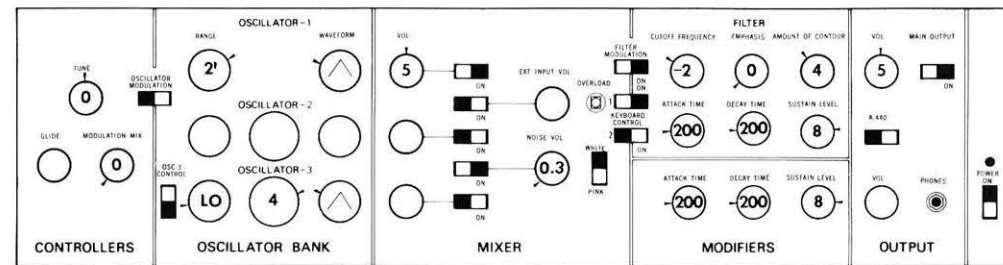 TUNE
0
OSCILLATOR
MODULATION
GLIDE
MODULATION MIX
0
CONTROLLERS
OSCILLATOR-1
RANGE
2'
WAVEFORM
OSCILLATOR-2
OSC-3
CONTROL
OSCILLATOR-3
LO
4
OSCILLATOR BANK
VOL
5
ON
ON
ON
ON
ON
EXT INPUT VOL
OVERLOAD
NOISE VOL
0.3
WHITE
PINK
MIXER
FILTER
FILTER
MODULATION
ON
ON
1
KEYBOARD
CONTROL
2
ON
CUTOFF FREQUENCY
EMPHASIS
AMOUNT OF CONTOUR
-2
0
4
ATTACK TIME
DECAY TIME
SUSTAIN LEVEL
200
200
8
ATTACK TIME
DECAY TIME
SUSTAIN LEVEL
200
200
8
MODIFIERS
VOL
MAIN OUTPUT
5
ON
A.440
VOL
PHONES
OUTPUT
POWER
ON